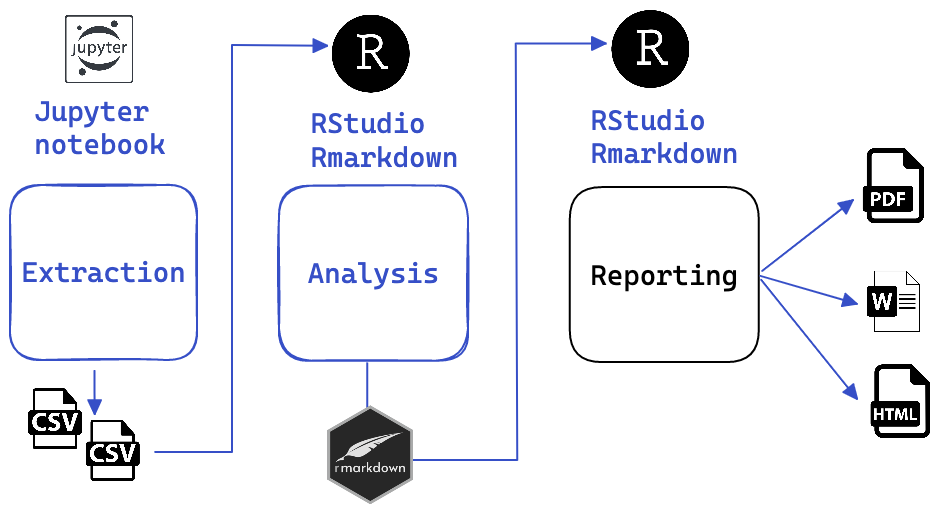 jupyter
Jupyter
notebook
Extraction
CSV
CSV
R
RStudio
Rmarkdown
Analysis
rmarkdown
R
RStudio
Rmarkdown
Reporting
PDF
W
HTML